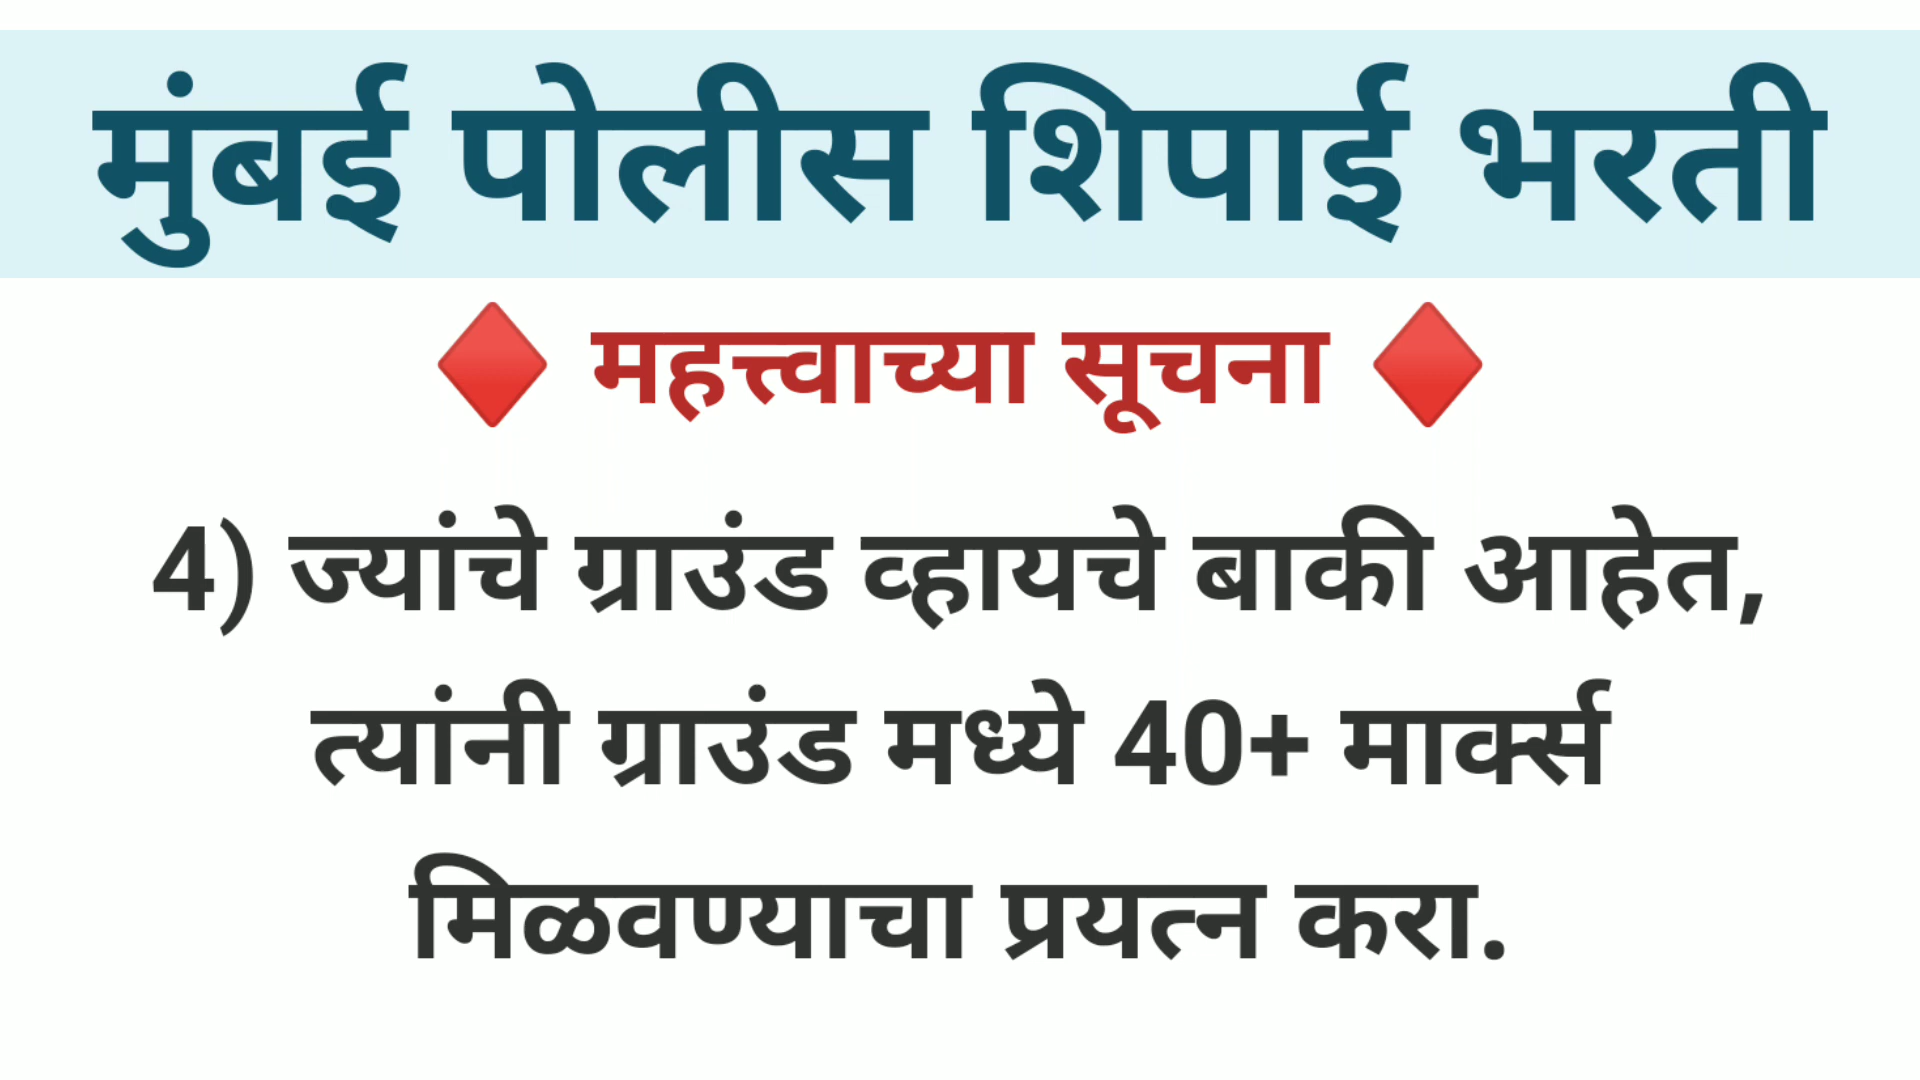 मुंबई पोलीस शिपाई भरती
महत्त्वाच्या सूचना
4) ज्यांचे ग्राउंड व्हायचे बाकी आहेत,
त्यांनी ग्राउंड मध्ये 40+ मार्क्स
मिळवण्याचा प्रयत्न करा.